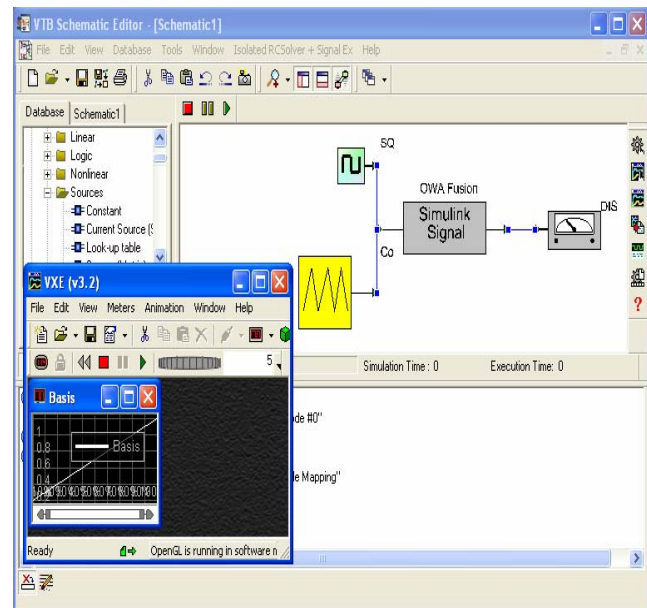 VTB Schematic Editor - [Schematic1]
File Edit View Database Tools Window Isolated RCSolver + Signal Ex Help
Database Schematic1
Linear
Logic
Nonlinear
Sources
Constant
Current Source (S
Look-up table
SQ
OWA Fusion
Simulink
Signal
DIS
Co
VXE (v3.2)
File Edit View Meters Animation Window Help
5
Simulation Time : 0 Execution Time: 0
Basis
1
0.8
0.6
0.4
Basis
ode #0"
le Mapping"
Ready OpenGL is running in software n